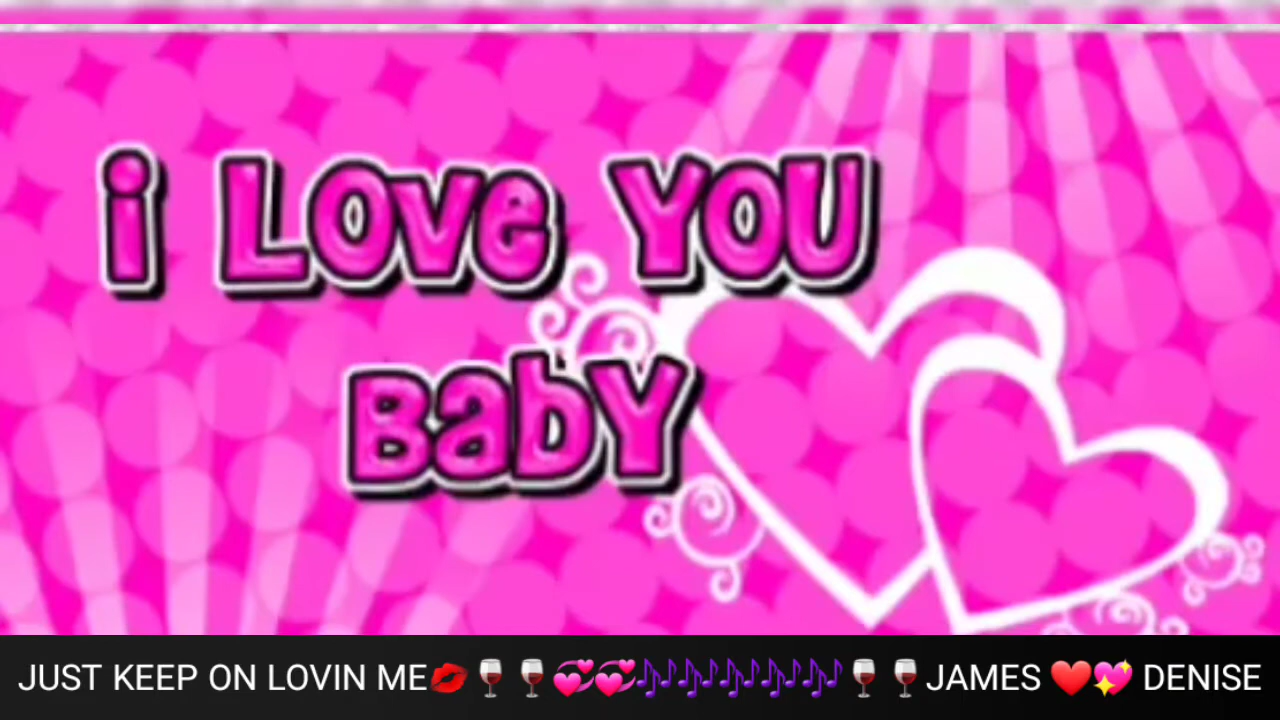 i Love YOU
BabY
JUST KEEP ON LOVIN ME💋🍷🍷💞💞🎶🎶🎶🎶🎶🍷🍷JAMES ❤️💖 DENISE